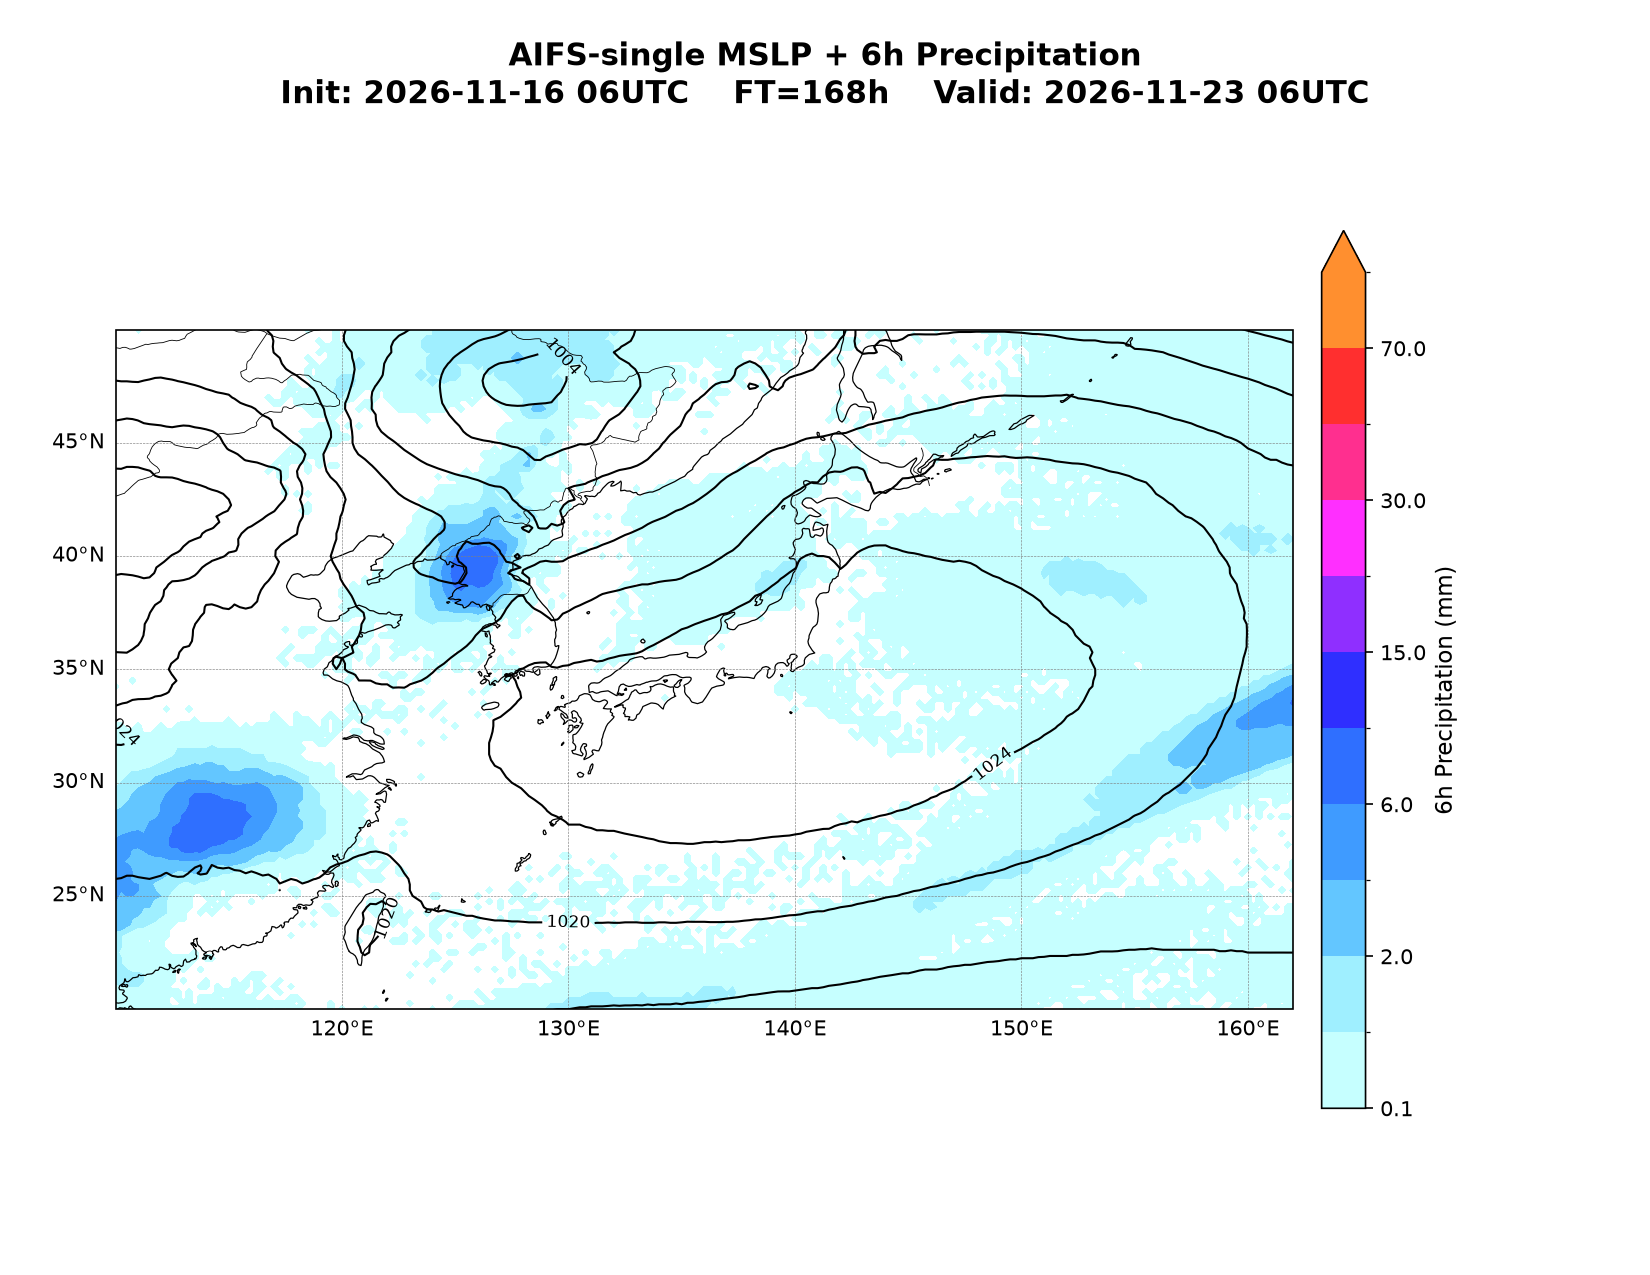 AIFS-single MSLP + 6h Precipitation
Init: 2026-11-16 06UTC    FT=168h    Valid: 2026-11-23 06UTC
1004
45°N
40°N
35°N
30°N
25°N
024
1024
1020
1020
120°E
130°E
140°E
150°E
160°E
70.0
30.0
15.0
6.0
2.0
0.1
6h Precipitation (mm)